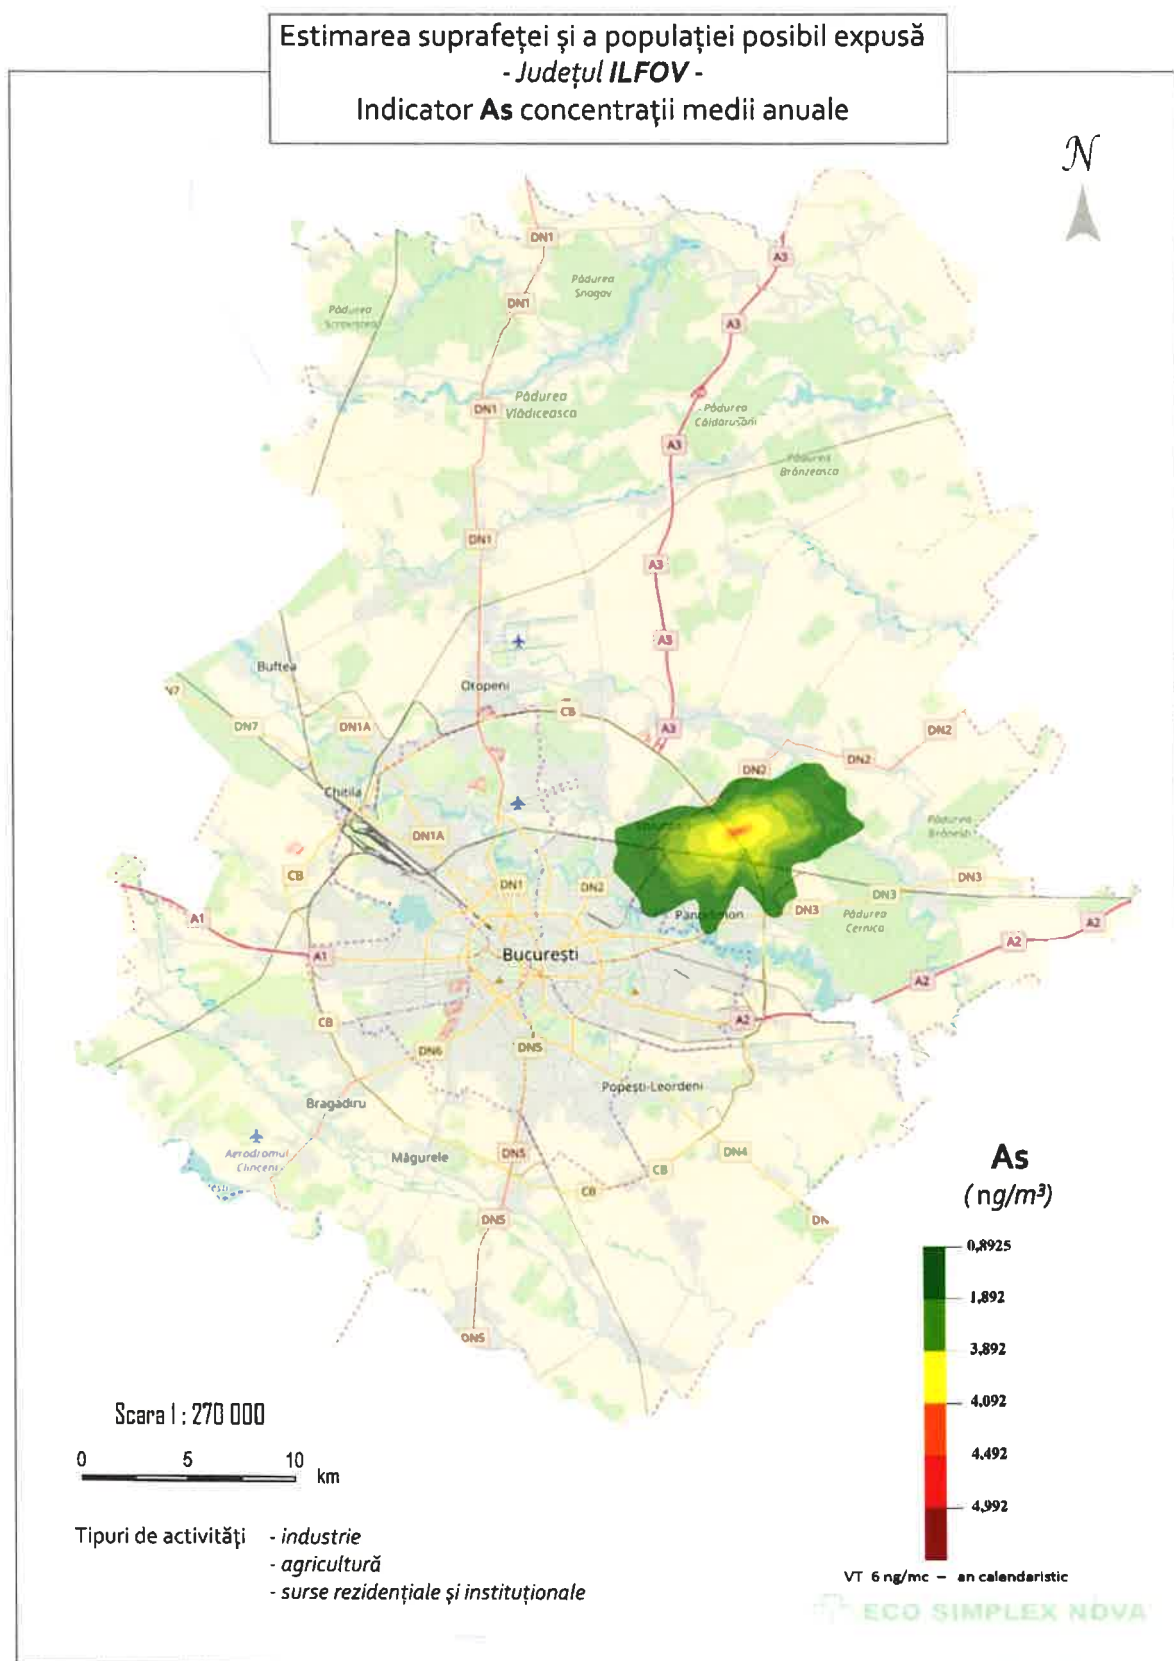 Estimarea suprafeței și a populației posibil expusă
- Județul ILFOV -
Indicator As concentrații medii anuale
N
DN1
A3
Pădurea
Snagov
DN1
Pădurea
A3
Pădurea
Vlădiceasca
DN1
Pădurea
Căldarușani
A3
Pădurea
Brânzeasca
DN1
A3
A3
Buftea
Otopeni
N7
DN7
DN1A
CB
A3
DN2
DN2
DN2
Chitila
DN1A
Pădurea
CB
DN1
DN2
DN3
DN3
DN3
A1
Pădurea
Cernica
A2
A1
București
A2
A2
CB
A2
DN6
DN5
Popești-Leordeni
Bragadiru
Aerodromul
Clinceni
Măgurele
DN5
DN4
CB
CB
DN5
DN
DN5
As
(ng/m³)
0,8925
1,892
3,892
4,092
4,492
4,992
VT 6 ng/mc – an calendaristic
ECO SIMPLEX NOVA
Scara 1 : 270 000
0 5 10
km
Tipuri de activități - industrie
- agricultură
- surse rezidențiale și instituționale